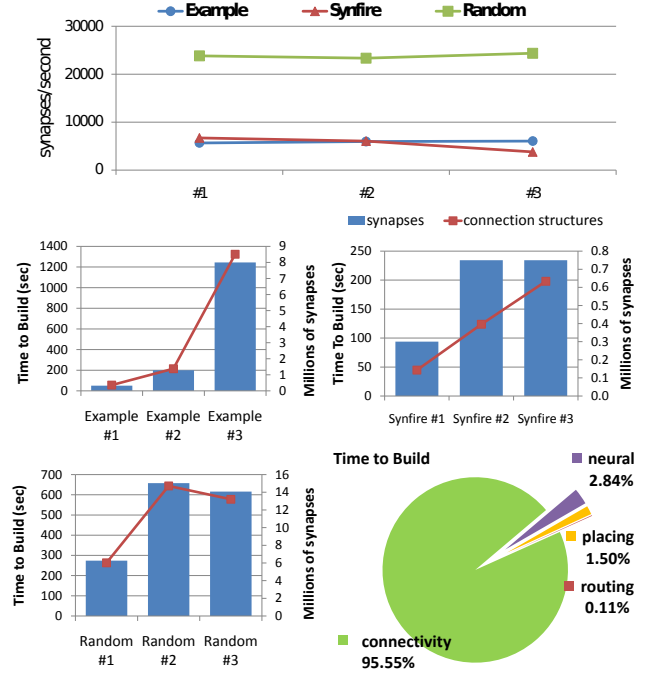 Example Synfire Random
30000
20000
10000
0
synapses/second
#1 #2 #3
synapses connection structures
1400
1200
1000
800
600
400
200
0
Time to Build (sec)
9
8
7
6
5
4
3
2
1
0
Millions of synapses
Example #1
Example #2
Example #3
250
200
150
100
50
0
Time To Build (sec)
0.8
0.7
0.6
0.5
0.4
0.3
0.2
0.1
0.0
Millions of synapses
Synfire #1 Synfire #2 Synfire #3
700
600
500
400
300
200
100
0
Time to Build (sec)
16
14
12
10
8
6
4
2
0
Millions of synapses
Random #1
Random #2
Random #3
Time to Build
neural
2.84%
placing
1.50%
routing
0.11%
connectivity
95.55%